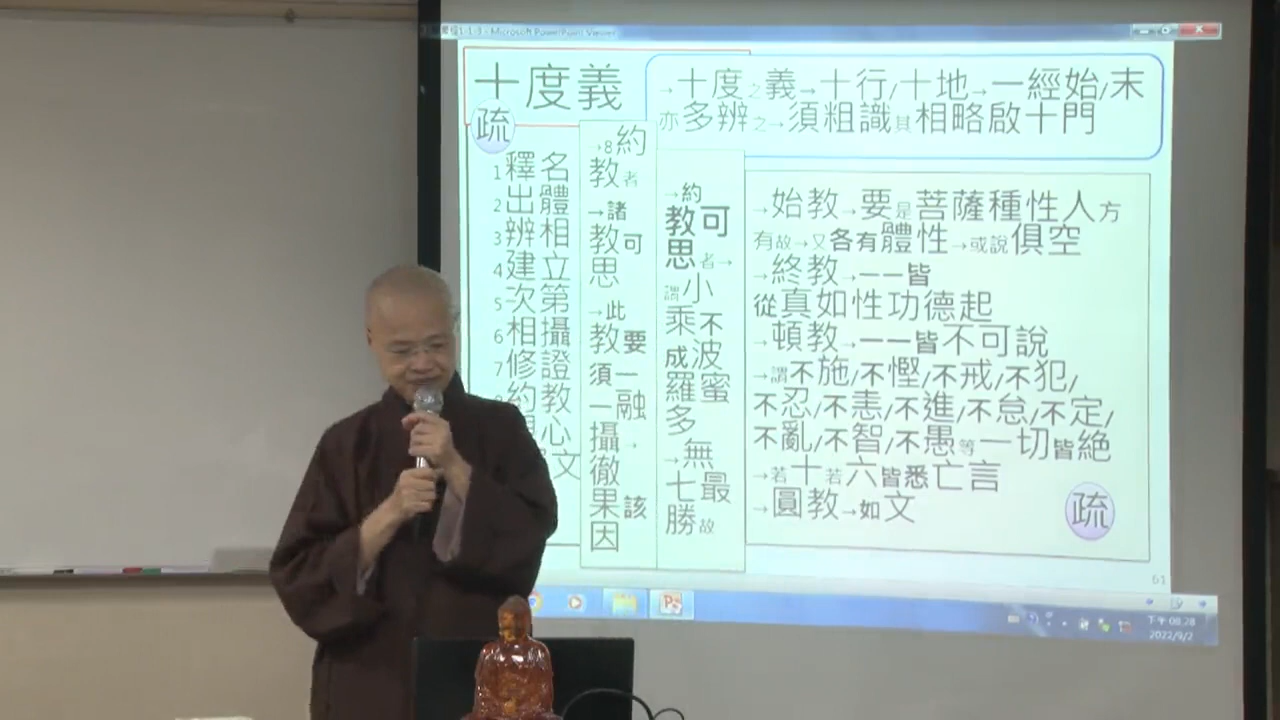 Microsoft PowerPoint Viewer
十度義
疏
→十度之義→十行/十地→一經始/末
亦多辨之→須粗識其相略啟十門
1釋名
2出體
3辨相
4建立
5次第
6相攝
7修證
約教
心
文
→8約
教者
→諸
教可
思
→此
教要
須一
一融
攝→
徹
果該
因
→約
教可
思者→
謂小
乘不
成波
羅蜜
多
→無
七最
勝故
→始教→要是菩薩種性人方
有故→又各有體性→或說俱空
→終教→一一皆
從真如性功德起
→頓教→一一皆不可說
→謂不施/不慳/不戒/不犯/
不忍/不恚/不進/不怠/不定/
不亂/不智/不愚等一切皆絕
→若十若六皆悉亡言
→圓教→如文
疏
61
下午 08:28
2022/9/2